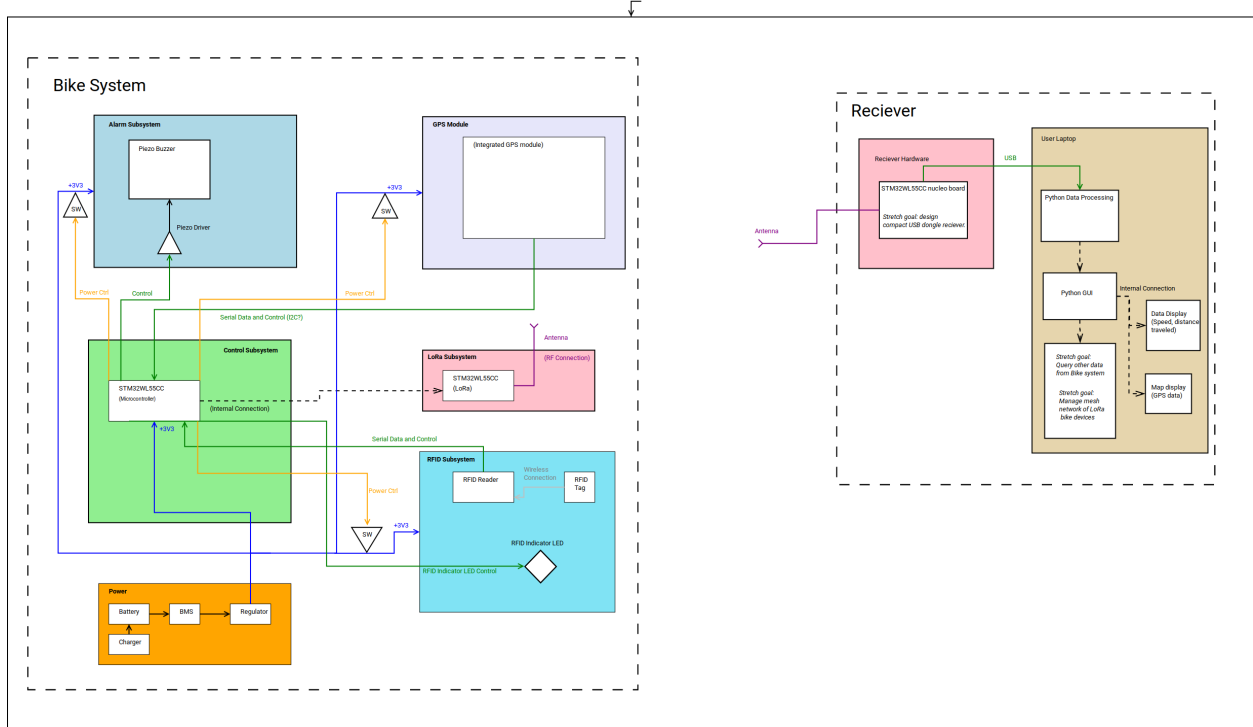 Bike System
Alarm Subsystem
Piezo Buzzer
+3V3
SW
Piezo Driver
Control
Power Ctrl
GPS Module
(Integrated GPS module)
+3V3
SW
Power Ctrl
Serial Data and Control (I2C?)
Control Subsystem
STM32WL55CC
(Microcontroller)
(Internal Connection)
+3V3
Antenna
(RF Connection)
LoRa Subsystem
STM32WL55CC
(LoRa)
Serial Data and Control
RFID Subsystem
RFID Reader
Wireless
Connection
RFID
Tag
Power Ctrl
SW
+3V3
RFID Indicator LED
RFID Indicator LED Control
Power
Battery
BMS
Regulator
Charger
Reciever
Reciever Hardware
STM32WL55CC nucleo board
Stretch goal: design
compact USB dongle reciever.
Antenna
USB
User Laptop
Python Data Processing
Python GUI
Internal Connection
Data Display
(Speed, distance
traveled)
Map display
(GPS data)
Stretch goal:
Query other data
from Bike system
Stretch goal:
Manage mesh
network of LoRa
bike devices